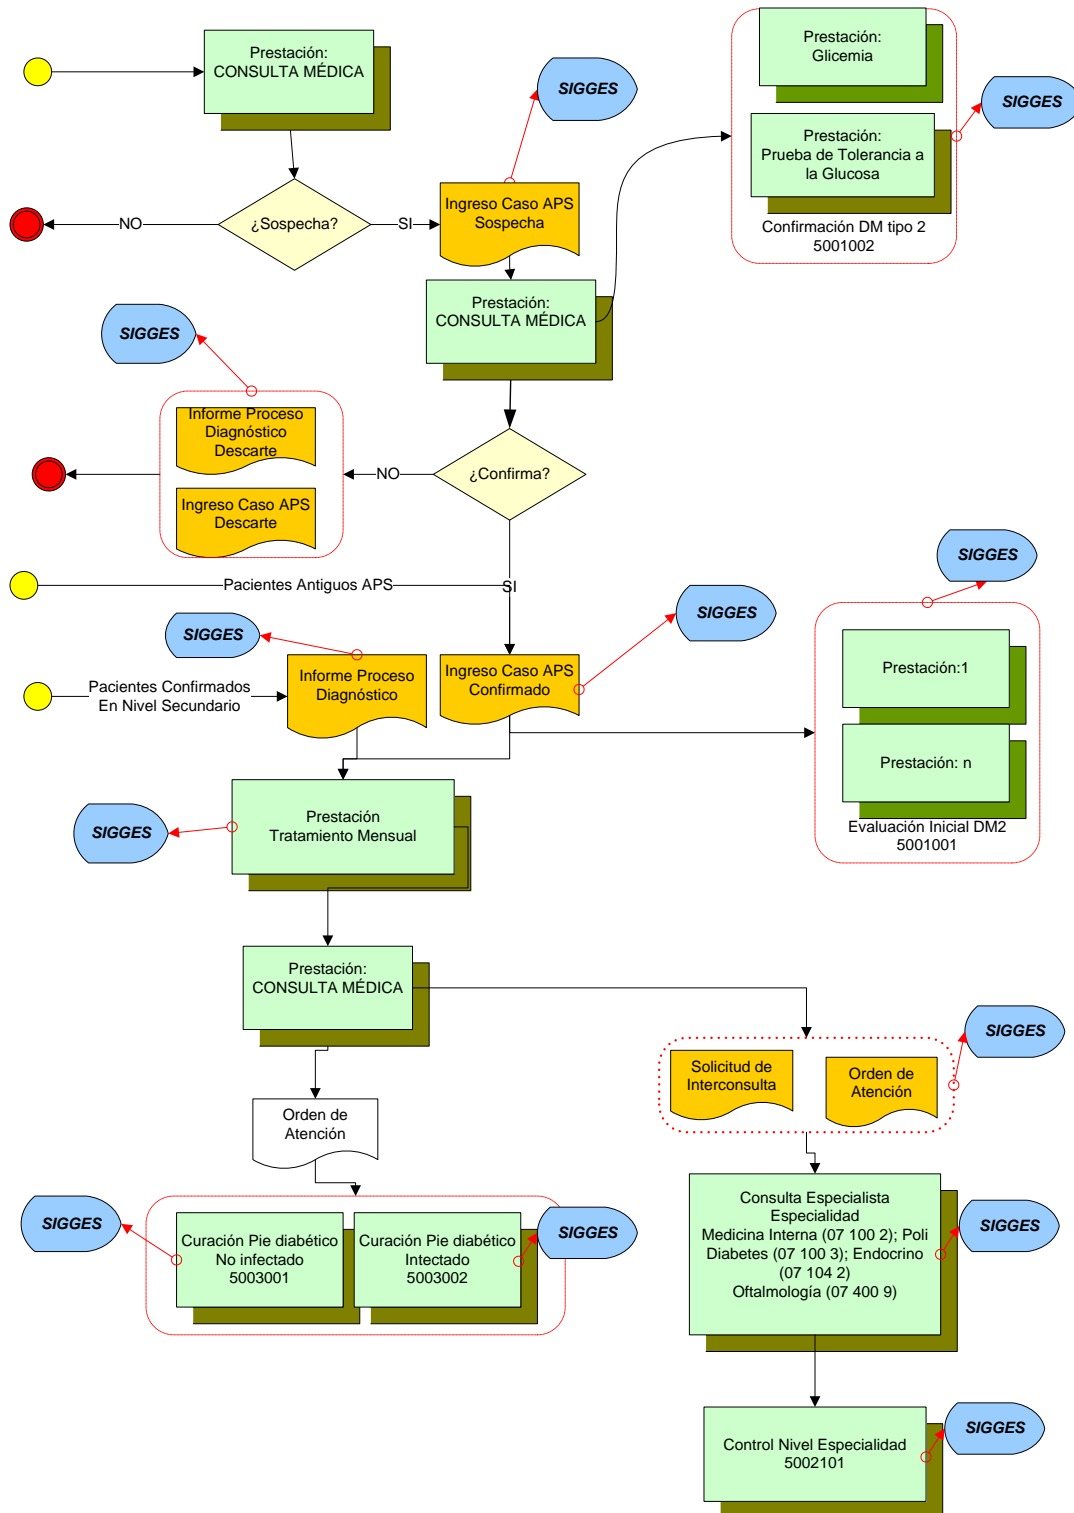 Prestación:
CONSULTA MÉDICA
SIGGES
Prestación:
Glicemia
SIGGES
Prestación:
Prueba de Tolerancia a
la Glucosa
Confirmación DM tipo 2
5001002
¿Sospecha?
NO
SI
Ingreso Caso APS
Sospecha
Prestación:
CONSULTA MÉDICA
SIGGES
Informe Proceso
Diagnóstico
Descarte
Ingreso Caso APS
Descarte
NO
¿Confirma?
SI
Pacientes Antiguos APS
SIGGES
SIGGES
SIGGES
Pacientes Confirmados
En Nivel Secundario
Informe Proceso
Diagnóstico
Ingreso Caso APS
Confirmado
Prestación:1
Prestación: n
Evaluación Inicial DM2
5001001
SIGGES
Prestación
Tratamiento Mensual
Prestación:
CONSULTA MÉDICA
SIGGES
Solicitud de
Interconsulta
Orden de
Atención
Orden de
Atención
SIGGES
Curación Pie diabético
No infectado
5003001
Curación Pie diabético
Intectado
5003002
SIGGES
Consulta Especialista
Especialidad
Medicina Interna (07 100 2); Poli
Diabetes (07 100 3); Endocrino
(07 104 2)
Oftalmología (07 400 9)
SIGGES
Control Nivel Especialidad
5002101
SIGGES